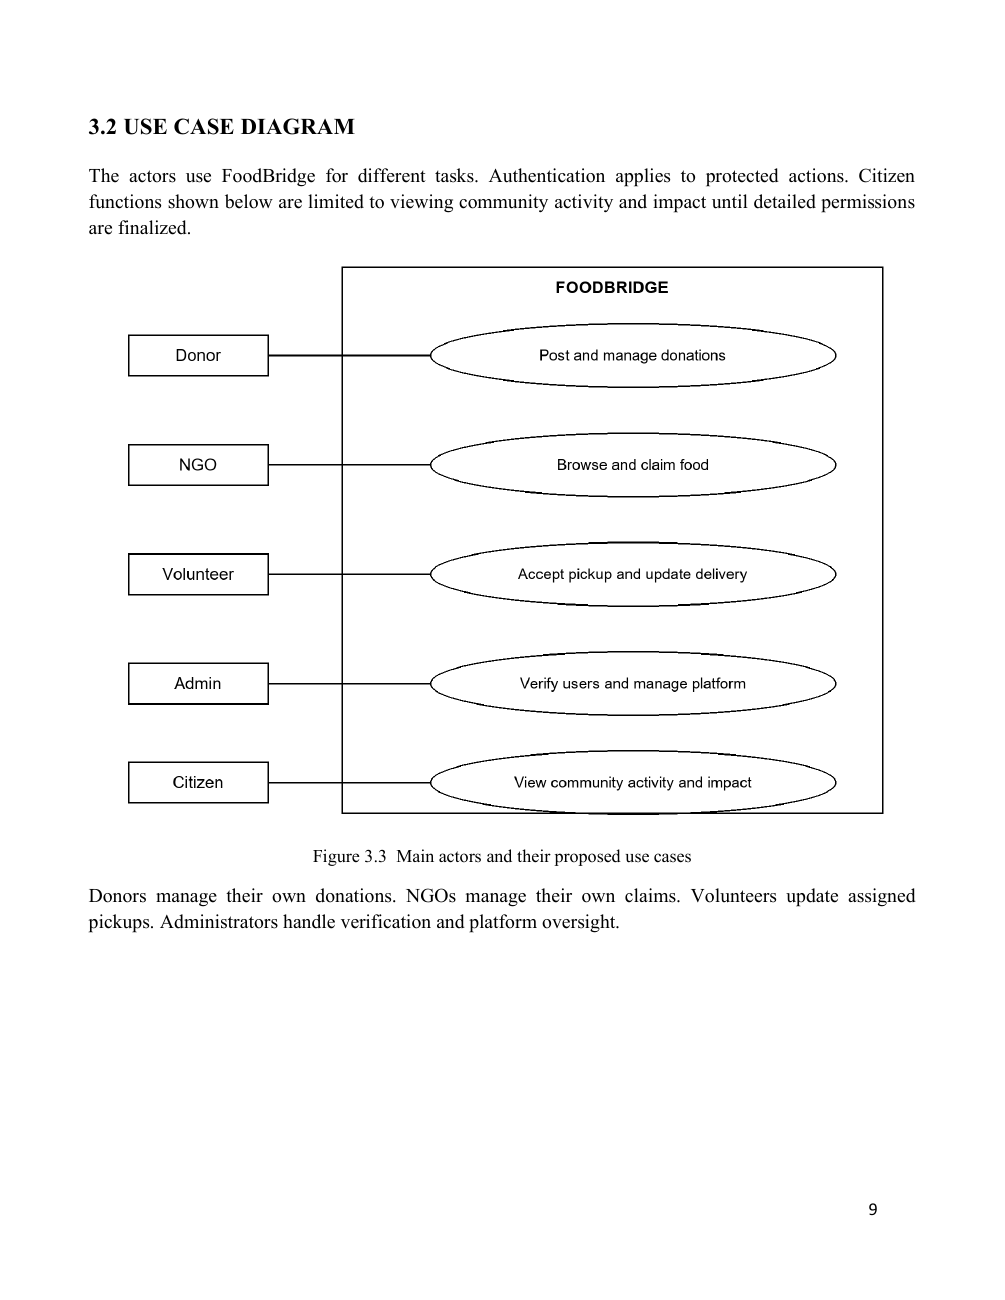 3.2 USE CASE DIAGRAM
The actors use FoodBridge for different tasks. Authentication applies to protected actions. Citizen
functions shown below are limited to viewing community activity and impact until detailed permissions
are finalized.
FOODBRIDGE
Donor
Post and manage donations
NGO
Browse and claim food
Volunteer
Accept pickup and update delivery
Admin
Verify users and manage platform
Citizen
View community activity and impact
Figure 3.3  Main actors and their proposed use cases
Donors manage their own donations. NGOs manage their own claims. Volunteers update assigned
pickups. Administrators handle verification and platform oversight.
9